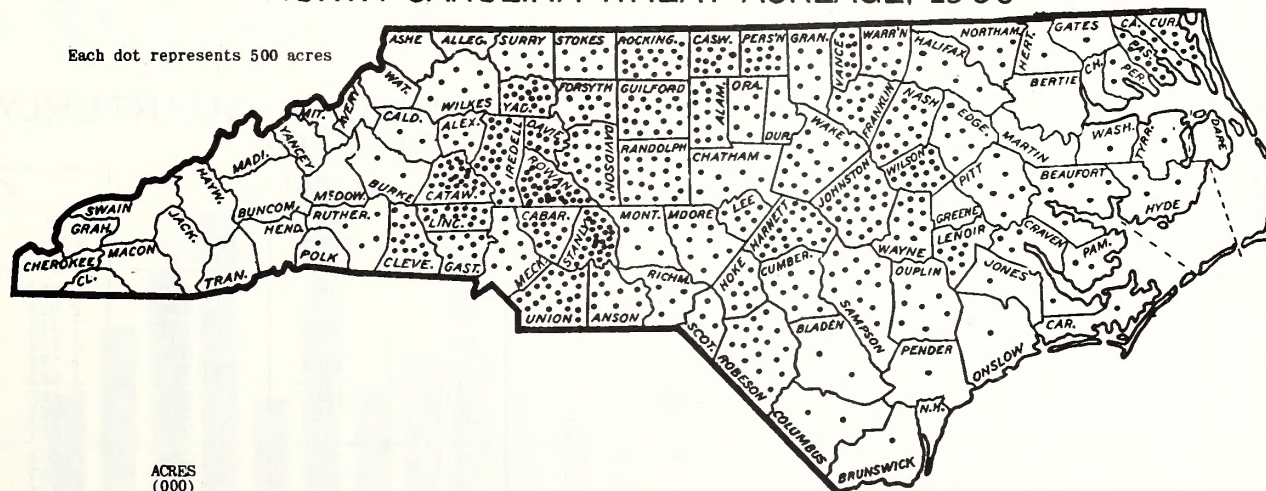 CAROLINA WHEAT ACREAGE,
Each dot represents 500 acres
ASHE
ALLEG.
SURRY
STOKES
ROCKING.
CASW.
PERS'N
GRAN.
VANCE
WARR'N
HALIFAX
NORTHAM.
HERT.
GATES
CA.
CUR.
PAS.
PER.
CH.
BERTIE
WAT.
WILKES
YAD.
FORSYTH
GUILFORD
ALAM.
ORA.
DUR.
FRANKLIN
NASH
EDGE.
MARTIN
WASH.
TYRR.
DARE
MIT.
AVERY
CALD.
ALEX.
IREDELL
DAVIE
DAVIDSON
RANDOLPH
CHATHAM
WAKE
JOHNSTON
WILSON
PITT
BEAUFORT
HYDE
MADI.
YANCEY
McDOW.
BURKE
CATAW.
ROWAN
SWAIN
GRAH.
HAYW.
BUNCOM.
RUTHER.
LINC.
CABAR.
STANLY
MONT.
MOORE
LEE
HARNETT
WAYNE
GREENE
LENOIR
CRAVEN
PAM.
CHEROKEE
CL.
MACON
JACK.
TRAN.
HEND.
POLK
CLEVE.
GAST.
MECK.
UNION
ANSON
RICHM.
HOKE
SCOT.
CUMBER.
SAMPSON
DUPLIN
JONES
CAR.
ROBESON
BLADEN
PENDER
ONSLOW
COLUMBUS
N.H.
BRUNSWICK
ACRES
(000)